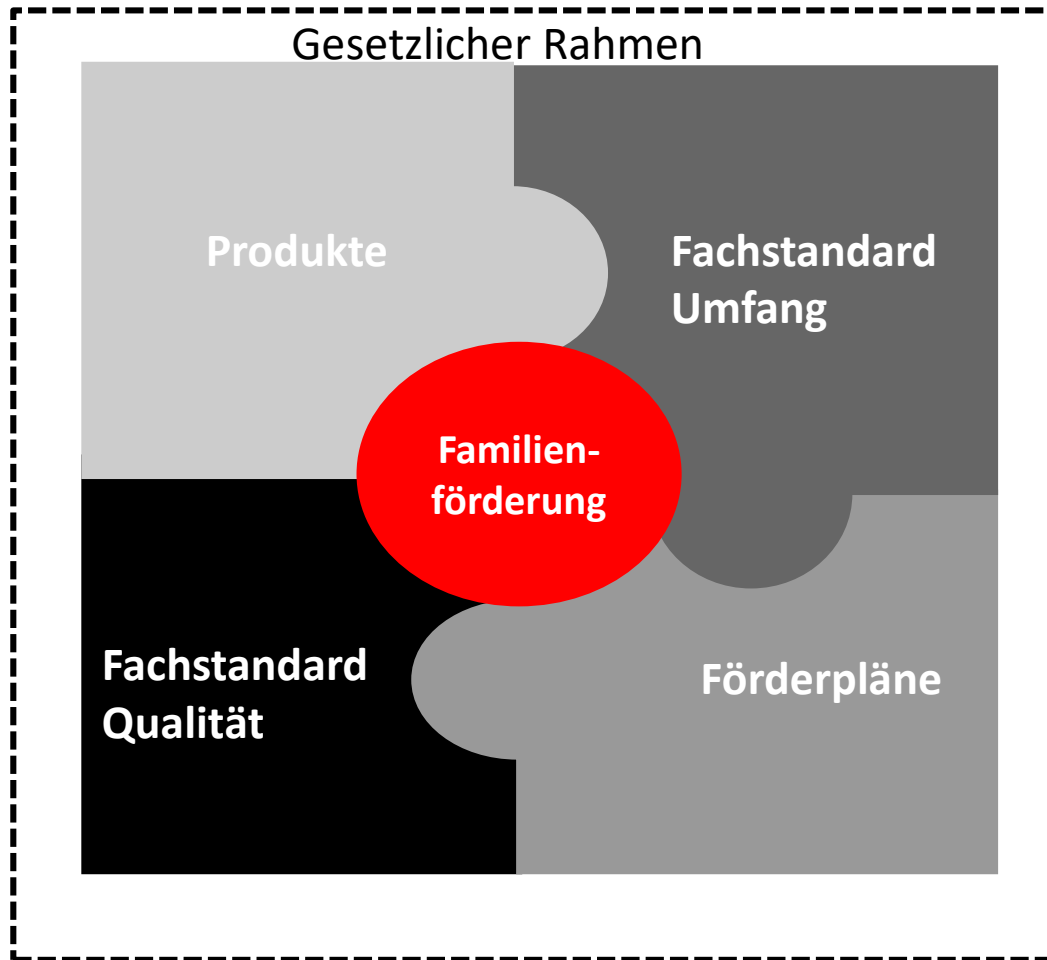 Gesetzlicher Rahmen
Produkte
Fachstandard
Umfang
Familien-
förderung
Fachstandard
Qualität
Förderpläne